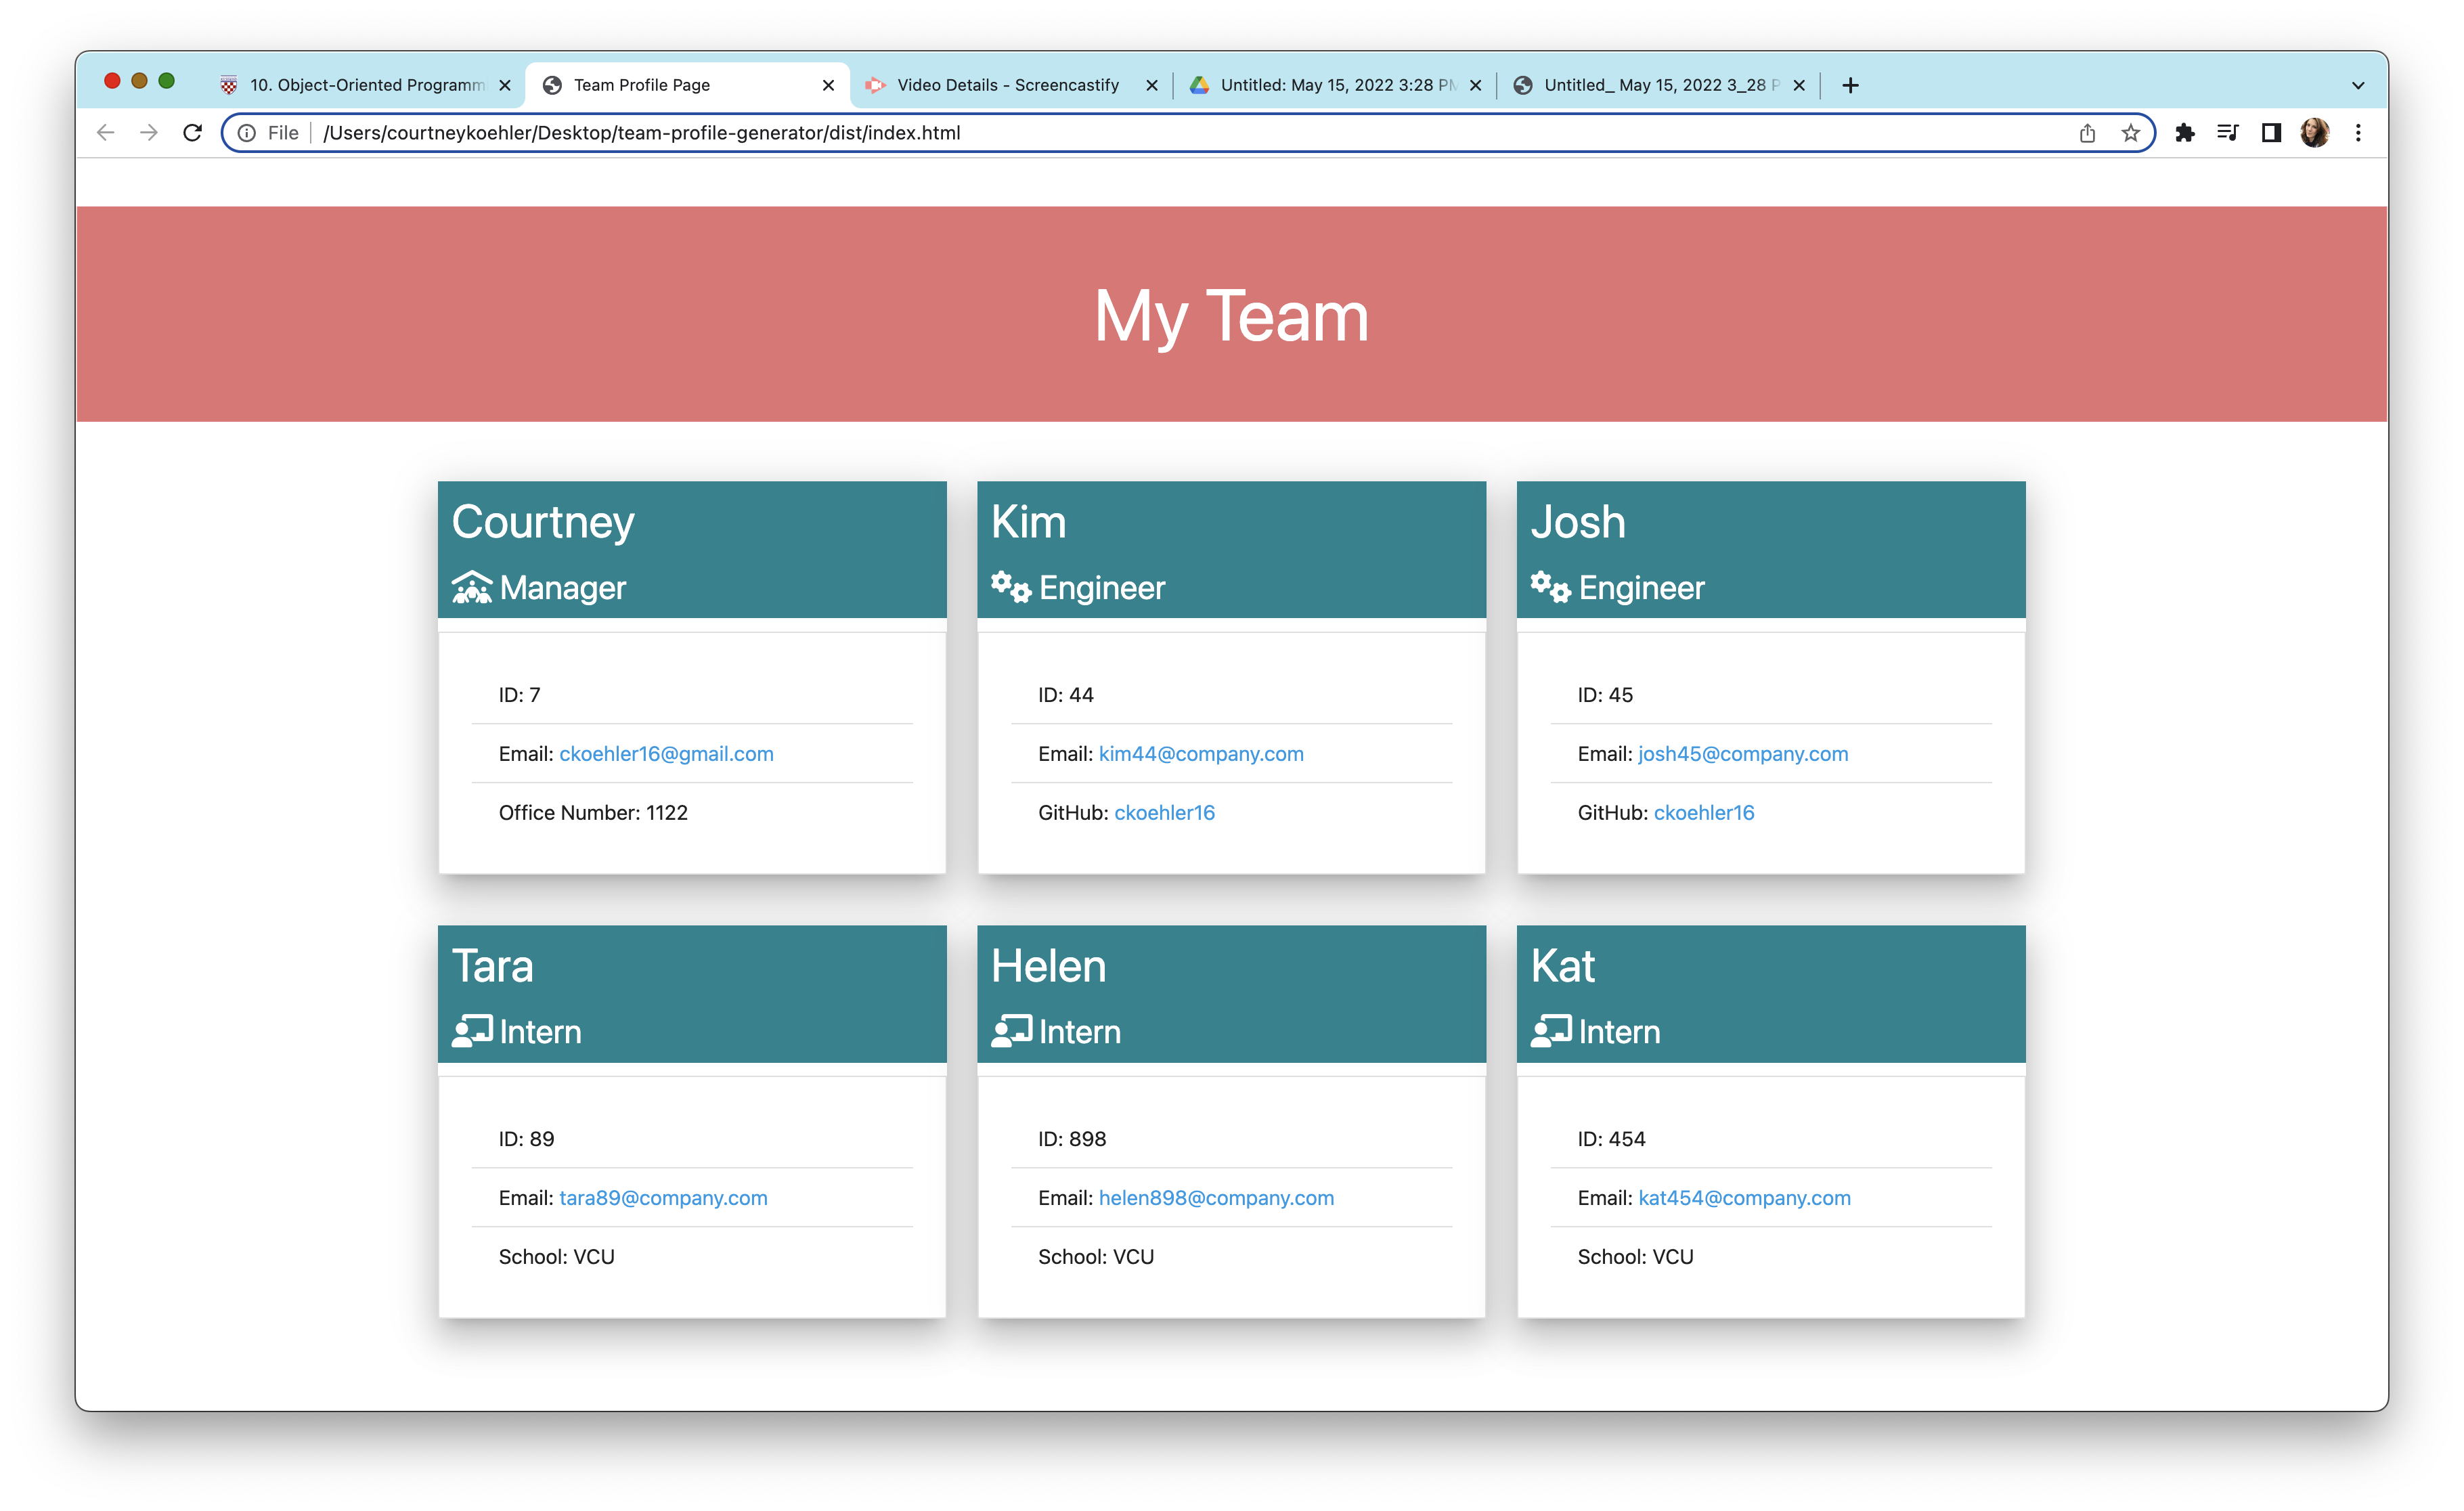 10. Object-Oriented Programm
Team Profile Page
Video Details - Screencastify
Untitled: May 15, 2022 3:28 PM
Untitled_ May 15, 2022 3_28 P
File
/Users/courtneykoehler/Desktop/team-profile-generator/dist/index.html
My Team
Courtney
Manager
ID: 7
Email: ckoehler16@gmail.com
Office Number: 1122
Kim
Engineer
ID: 44
Email: kim44@company.com
GitHub: ckoehler16
Josh
Engineer
ID: 45
Email: josh45@company.com
GitHub: ckoehler16
Tara
Intern
ID: 89
Email: tara89@company.com
School: VCU
Helen
Intern
ID: 898
Email: helen898@company.com
School: VCU
Kat
Intern
ID: 454
Email: kat454@company.com
School: VCU